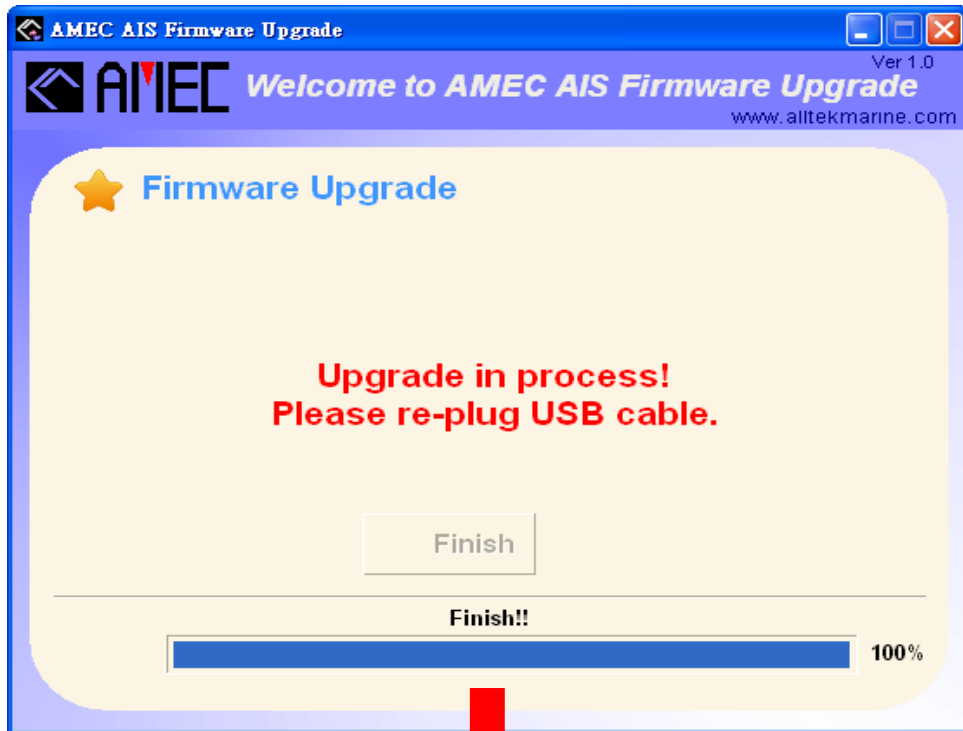 AMEC AIS Firmware Upgrade
Ver 1.0
AMEC Welcome to AMEC AIS Firmware Upgrade
www.alltekmarine.com
Firmware Upgrade
Upgrade in process!
Please re-plug USB cable.
Finish
Finish!!
100%